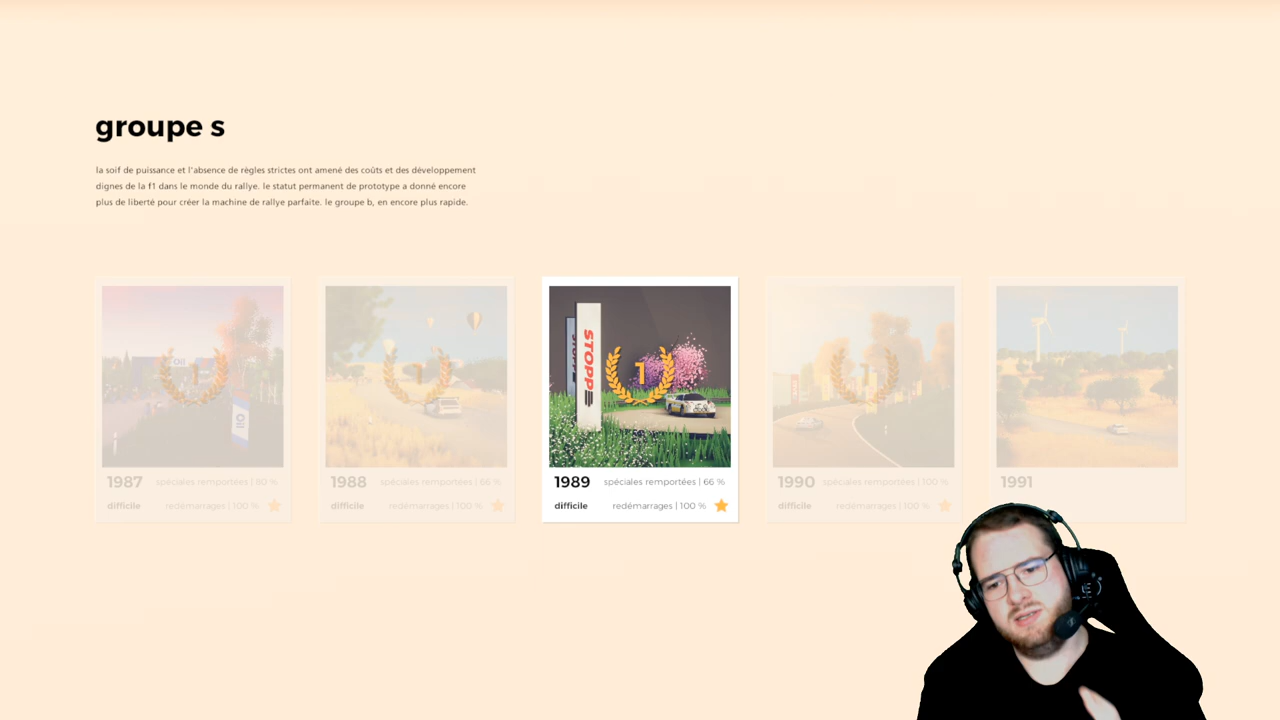 groupe s
la soif de puissance et l'absence de règles strictes ont amené des coûts et des développement
dignes de la f1 dans le monde du rallye. le statut permanent de prototype a donné encore
plus de liberté pour créer la machine de rallye parfaite. le groupe b, en encore plus rapide.
1
1
STOPP
1
1
1987 spéciales remportées | 80 %
difficile redémarrages | 100 %
1988 spéciales remportées | 66 %
difficile redémarrages | 100 %
1989 spéciales remportées | 66 %
difficile redémarrages | 100 %
1990 spéciales remportées | 100 %
difficile redémarrages | 100 %
1991